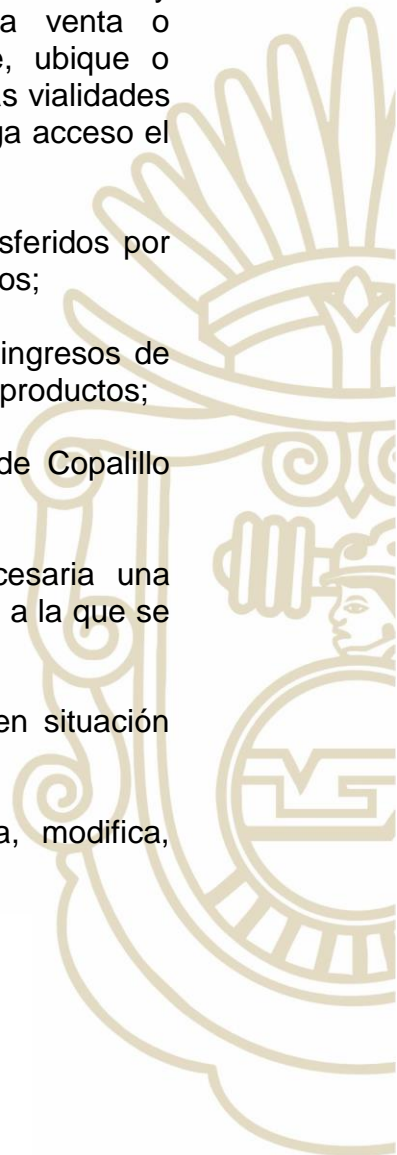 a venta o
, ubique o
s vialidades
ga acceso el
sferidos por
os;
ingresos de
productos;
de Copalillo
cesaria una
a la que se
en situación
a, modifica,